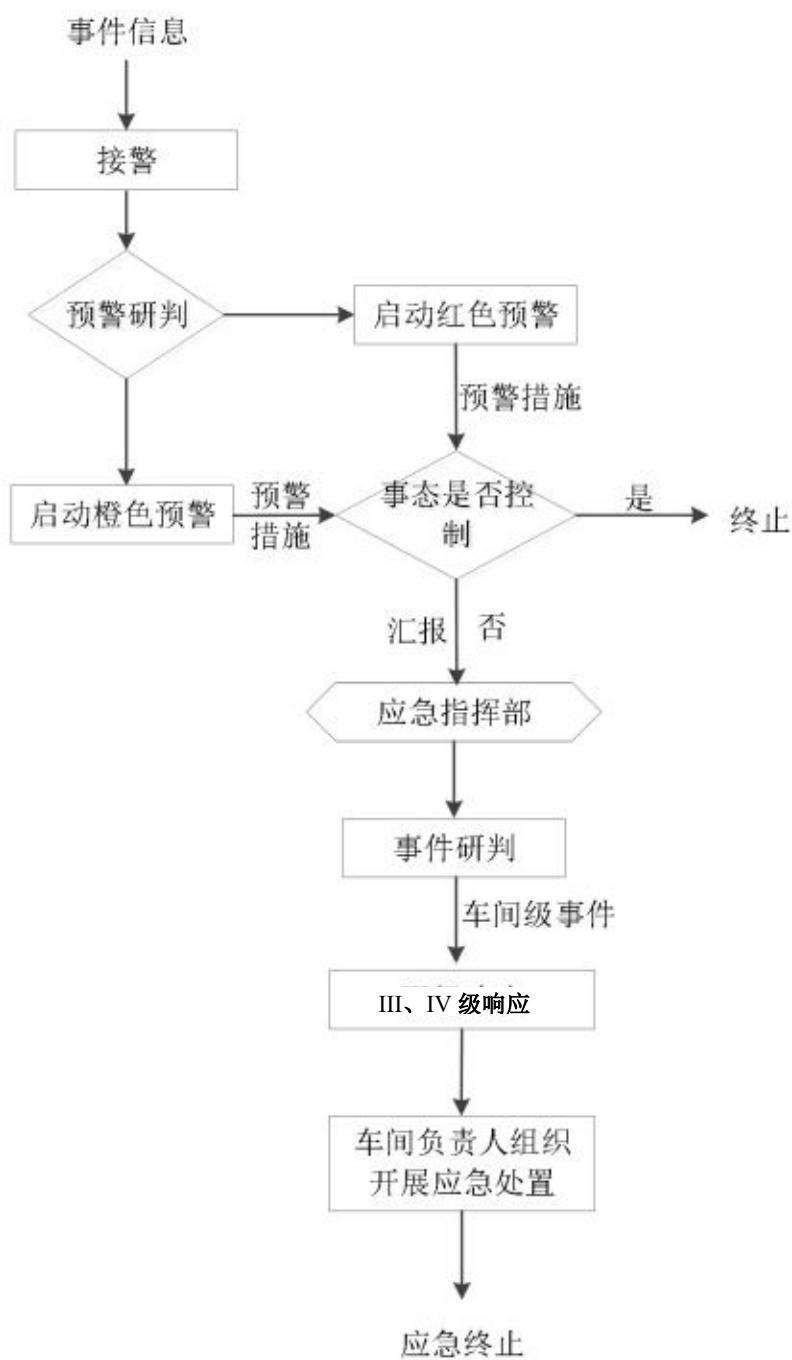 事件信息
接警
预警研判
启动红色预警
预警措施
启动橙色预警
预警
措施
事态是否控
制
是
终止
汇报
否
应急指挥部
事件研判
车间级事件
III、IV 级响应
车间负责人组织
开展应急处置
应急终止